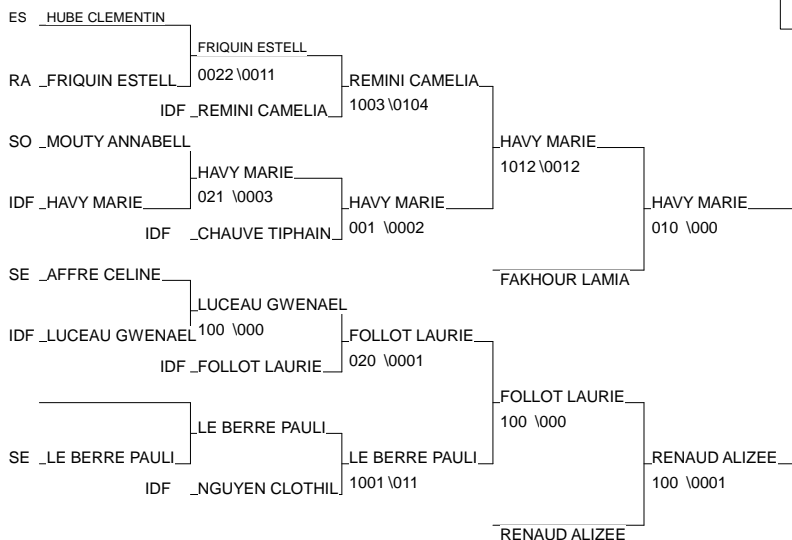 ES HUBE CLEMENTIN
FRIQUIN ESTELL
RA FRIQUIN ESTELL 0022 \0011 REMINI CAMELIA
IDF REMINI CAMELIA 1003 \0104
SO MOUTY ANNABELL HAVY MARIE
1012 \0012
HAVY MARIE
IDF HAVY MARIE 021 \0003 HAVY MARIE HAVY MARIE
IDF CHAUVE TIPHAIN 001 \0002 010 \000
SE AFFRE CELINE FAKHOUR LAMIA
LUCEAU GWENAEL
IDF LUCEAU GWENAEL 100 \000 FOLLOT LAURIE
IDF FOLLOT LAURIE 020 \0001
FOLLOT LAURIE
100 \000
LE BERRE PAULI
SE LE BERRE PAULI LE BERRE PAULI RENAUD ALIZEE
IDF NGUYEN CLOTHIL 1001 \011 100 \0001
RENAUD ALIZEE